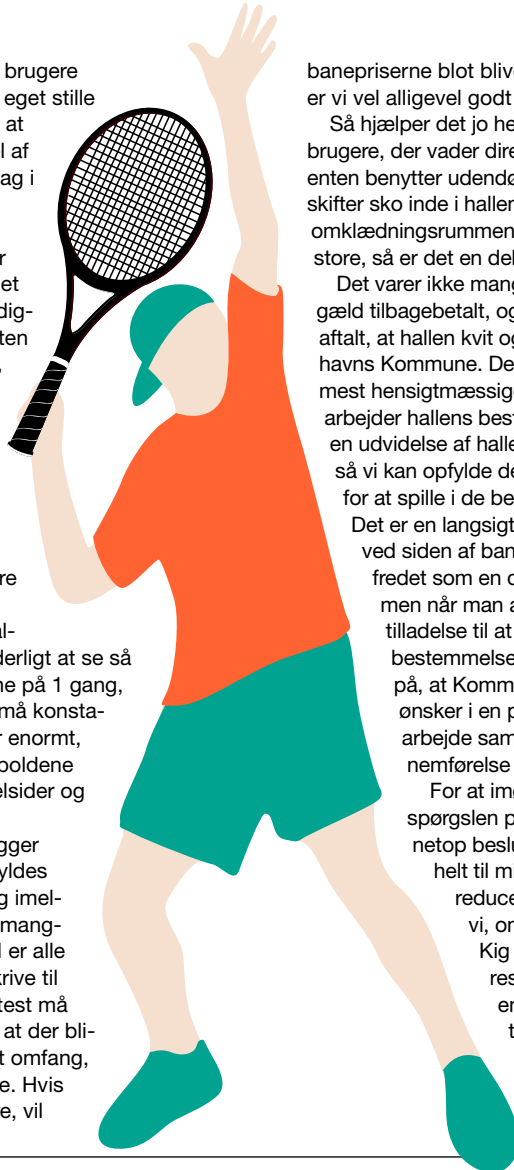 brugere
eget stille
at
l af
ag i
r
et
dig-
ten
re
al-
derligt at se så
ne på 1 gang,
må konsta-
r enormt,
boldene
elsider og
gger
yldes
g imel-
mang-
l er alle
krive til
test må
at der bli-
t omfang,
e. Hvis
re, vil
banepriserne blot blive
er vi vel alligevel godt
Så hjælper det jo he
brugere, der vader dire
enten benytter udendø
skifter sko inde i hallen
omklædningsrummen
store, så er det en del
Det varer ikke mang
gæld tilbagebetalt, og
aftalt, at hallen kvit og
havns Kommune. De
mest hensigtmæssige
arbejder hallens best
en udvidelse af halle
så vi kan opfylde de
for at spille i de be
Det er en langsigt
ved siden af ban
fredet som en d
men når man a
tilladelse til at
bestemmelse
på, at Komm
ønsker i en p
arbejde sam
nemførelse
For at imø
spørgslen p
netop beslu
helt til mi
reduce
vi, on
Kig
res
er
t